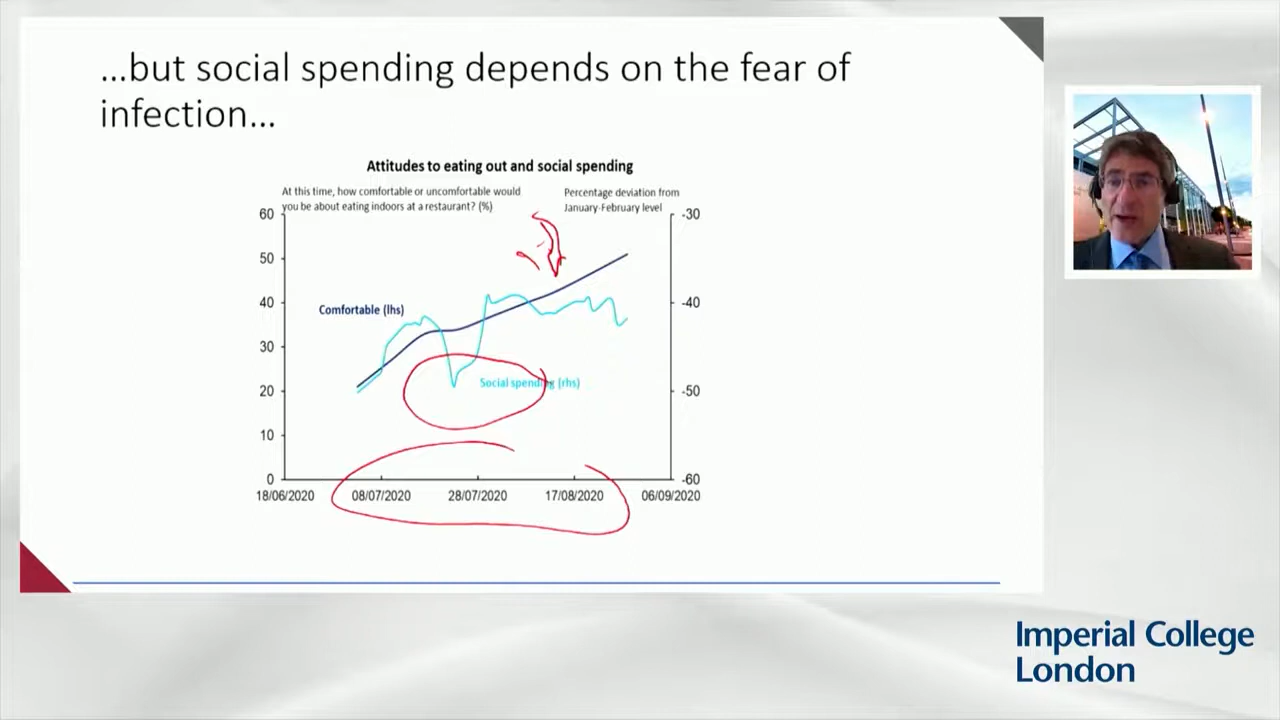 ...but social spending depends on the fear of
infection...
Attitudes to eating out and social spending
At this time, how comfortable or uncomfortable would
you be about eating indoors at a restaurant? (%)
Percentage deviation from
January-February level
60
50
40
30
20
10
0
-30
-40
-50
-60
Comfortable (lhs)
Social spending (rhs)
18/06/2020
08/07/2020
28/07/2020
17/08/2020
06/09/2020
Imperial College
London